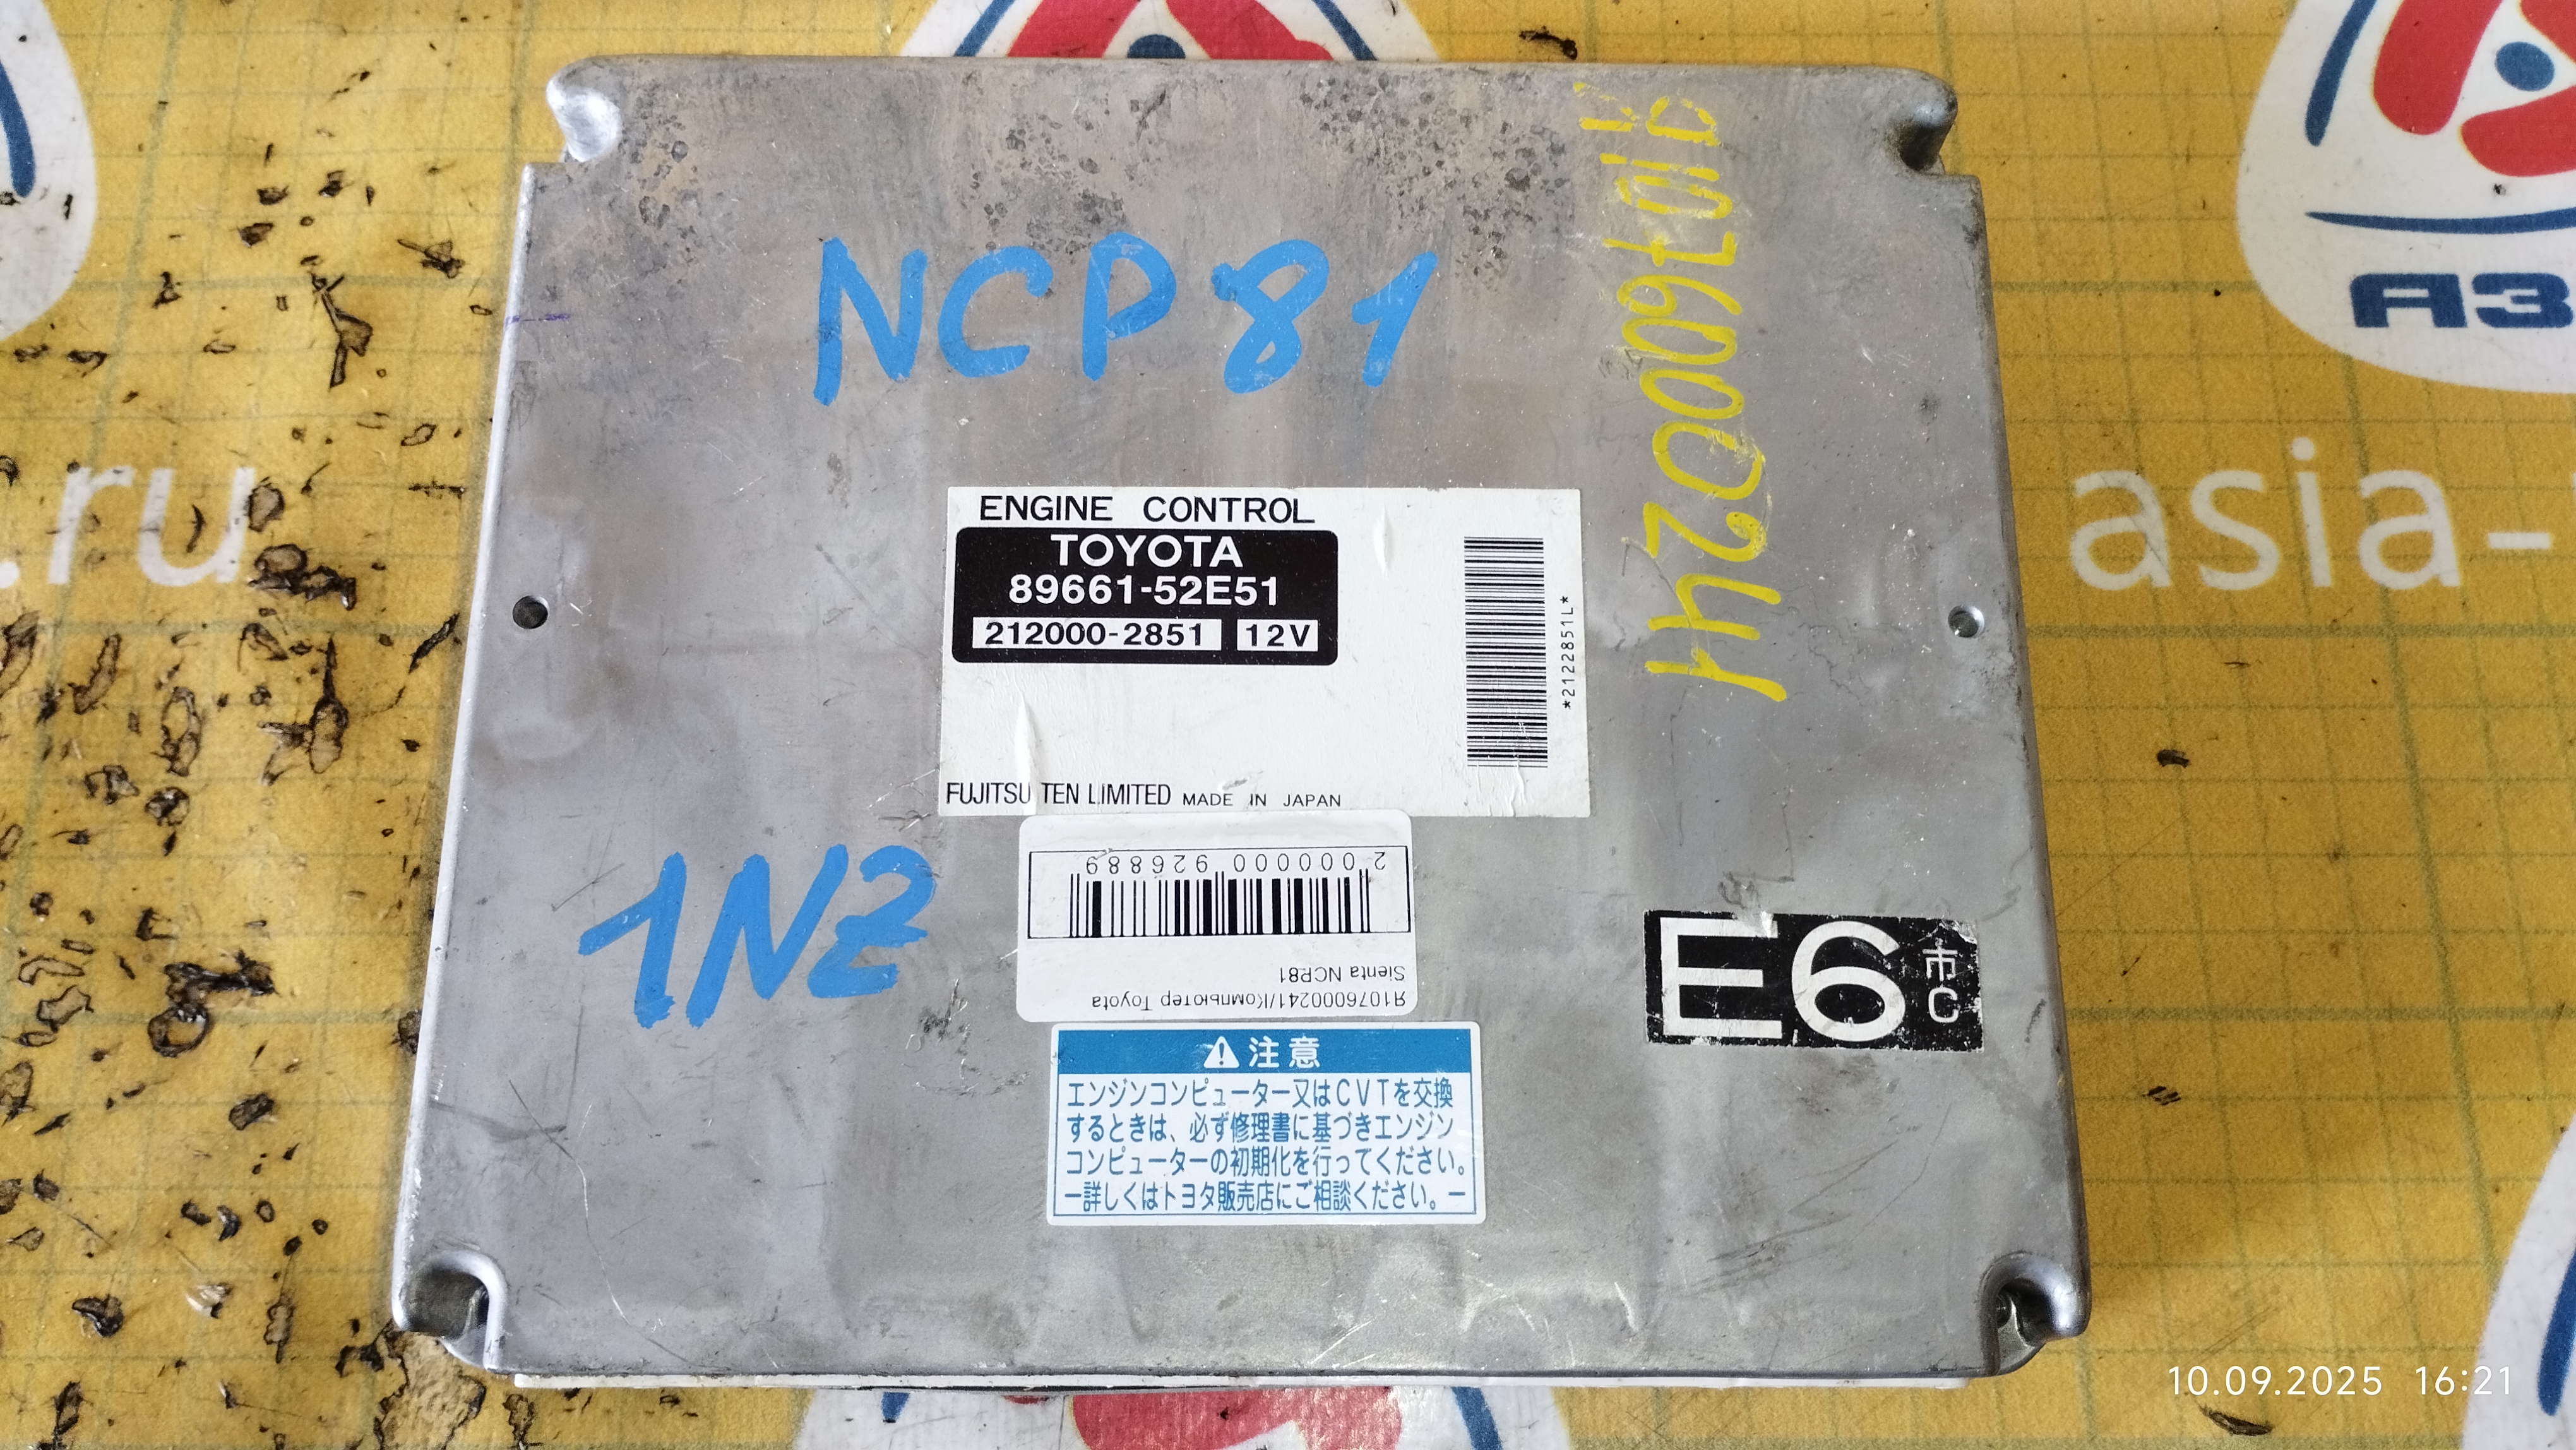 NCP81
Я1076000241
ENGINE CONTROL
TOYOTA
89661-52E51
212000-2851 12V
*2122851L*
FUJITSU TEN LIMITED MADE IN JAPAN
.ru
asia-
АЗ
1NZ
2 000000 926889
Я1076000241/Компьютер Toyota
Sienta NCP81
E6 市C
⚠注意
エンジンコンピューター又はCVTを交換
するときは、必ず修理書に基づきエンジン
コンピューターの初期化を行ってください。
ー詳しくはトヨタ販売店にご相談ください。ー
10.09.2025 16:21